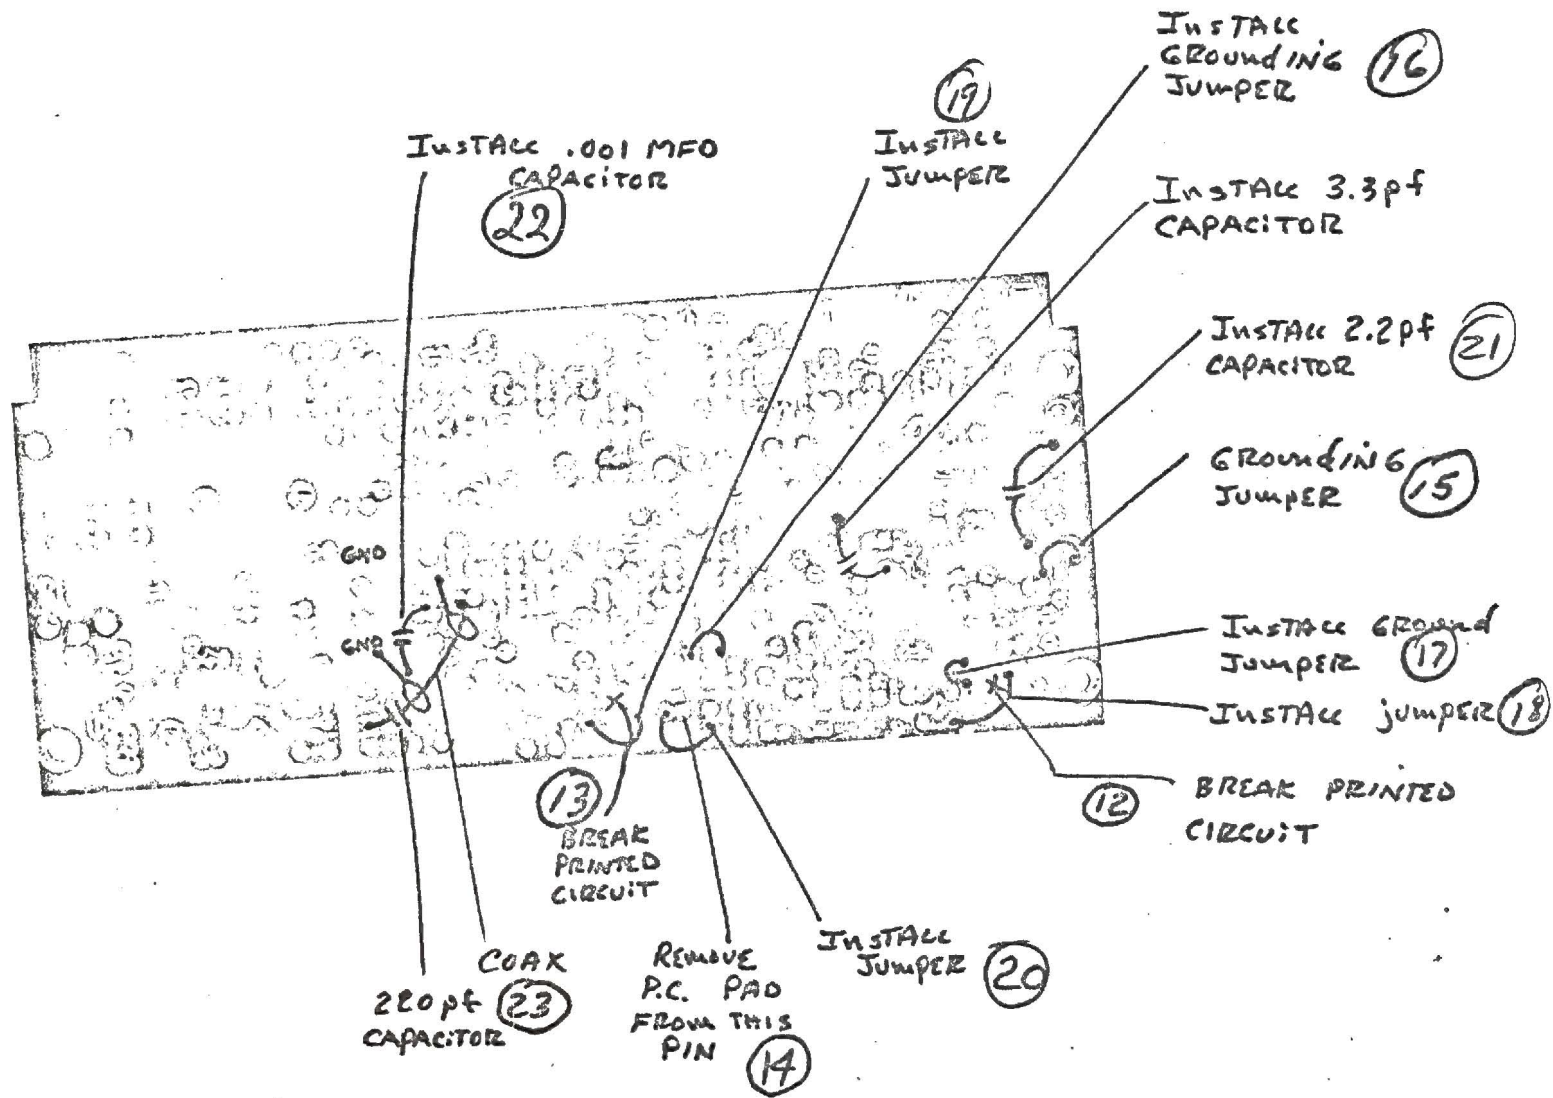 InsTALL
GROUNdING
JUMPER
16
19
InsTALL
JUMPER
InsTALL .001 MFD
CAPACiTOR
22
InsTALL 3.3pf
CAPACiTOR
InsTALL 2.2pf
CAPACITOR
21
GROUNdING
JUMPER
15
GND
GND
InsTALL GROUNd
JUMPER
17
InsTALL jUMPER 18
12
BREAK PRINTED
CIRCUiT
13
BREAK
PRINTED
CIRCUiT
InsTALL
JUMPER
20
COAX
23
220 pf
CAPACiTOR
REMOVE
P.C. PAD
FROM THIS
PIN
14